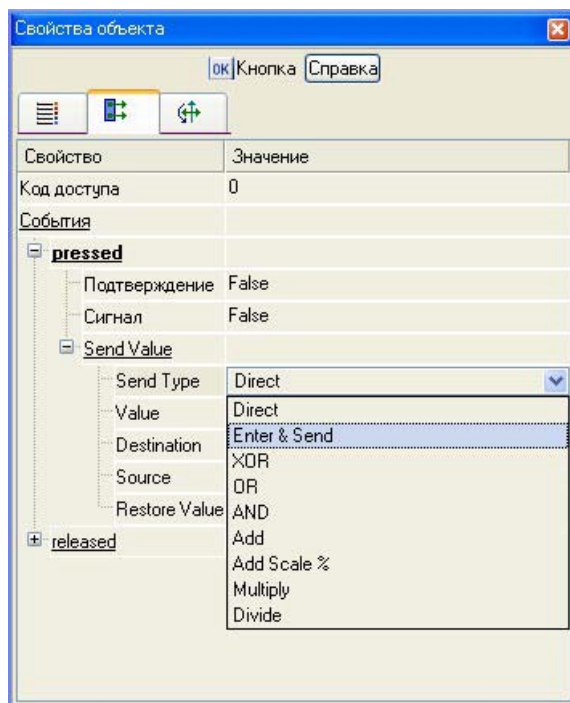 Свойства объекта
ОК Кнопка Справка
Свойство Значение
Код доступа 0
События
pressed
Подтверждение False
Сигнал False
Send Value
Send Type Direct
Value Direct
Destination Enter & Send
XOR
Source OR
Restore Value AND
released Add
Add Scale %
Multiply
Divide